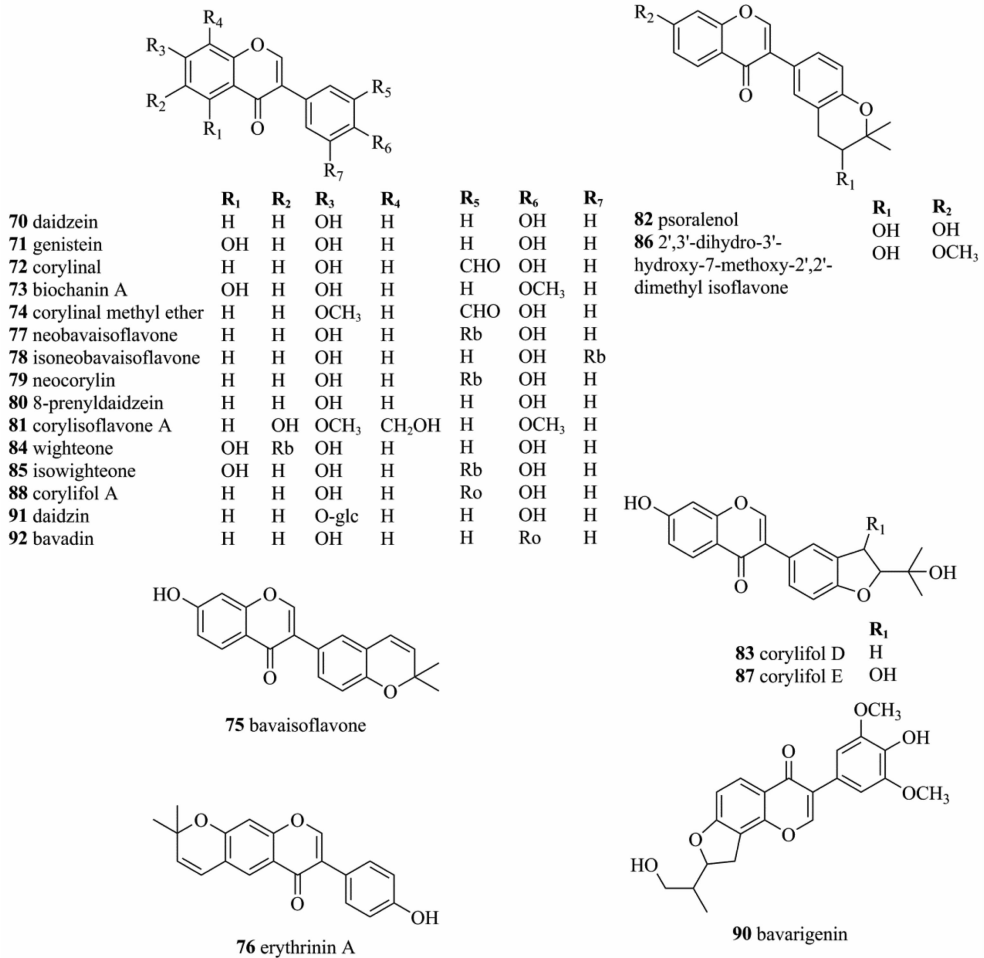 R₄
R₃
O
R₂
R₁
O
R₅
R₆
R₇
R₁ R₂ R₃ R₄ R₅ R₆ R₇
70 daidzein H H OH H H OH H
71 genistein OH H OH H H OH H
72 corylinal H H OH H CHO OH H
73 biochanin A OH H OH H H OCH₃ H
74 corylinal methyl ether H H OCH₃ H CHO OH H
77 neobavaisoflavone H H OH H Rb OH H
78 isoneobavaisoflavone H H OH H H OH Rb
79 neocorylin H H OH H Rb OH H
80 8-prenyldaidzein H H OH H H OH H
81 corylisoflavone A H OH OCH₃ CH₂OH H OCH₃ H
84 wighteone OH Rb OH H H OH H
85 isowighteone OH H OH H Rb OH H
88 corylifol A H H OH H Ro OH H
91 daidzin H H O-glc H H OH H
92 bavadin H H OH H H Ro H
R₂
O
O
O
R₁
R₁ R₂
82 psoralenol OH OH
86 2',3'-dihydro-3'- OH OCH₃
hydroxy-7-methoxy-2',2'-
dimethyl isoflavone
HO
O
O
R₁
O
OH
R₁
83 corylifol D H
87 corylifol E OH
HO
O
O
O
75 bavaisoflavone
O
O
O
OH
76 erythrinin A
OCH₃
OH
OCH₃
O
O
O
HO
90 bavarigenin